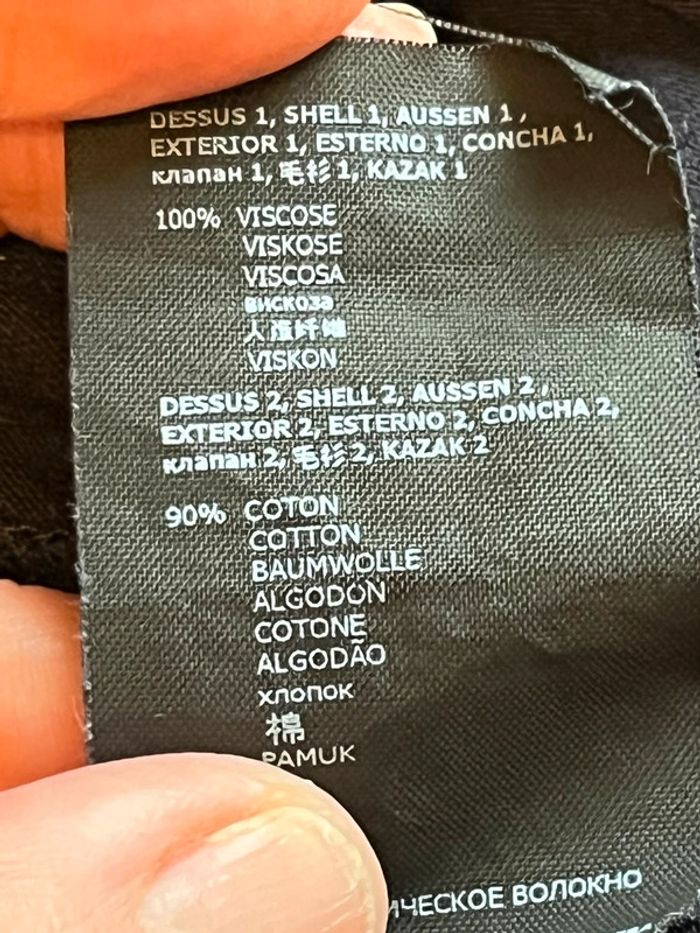 DESSUS 1, SHELL 1, AUSSEN 1,
EXTERIOR 1, ESTERNO 1, CONCHA 1,
клапан 1, 毛衫 1, KAZAK 1
100% VISCOSE
VISKOSE
VISCOSA
вискоза
人造纤维
VISKON
DESSUS 2, SHELL 2, AUSSEN 2,
EXTERIOR 2, ESTERNO 2, CONCHA 2,
клапан 2, 毛衫 2, KAZAK 2
90% COTON
COTTON
BAUMWOLLE
ALGODON
COTONE
ALGODÃO
хлопок
棉
PAMUK
ИЧЕСКОЕ ВОЛОКНО